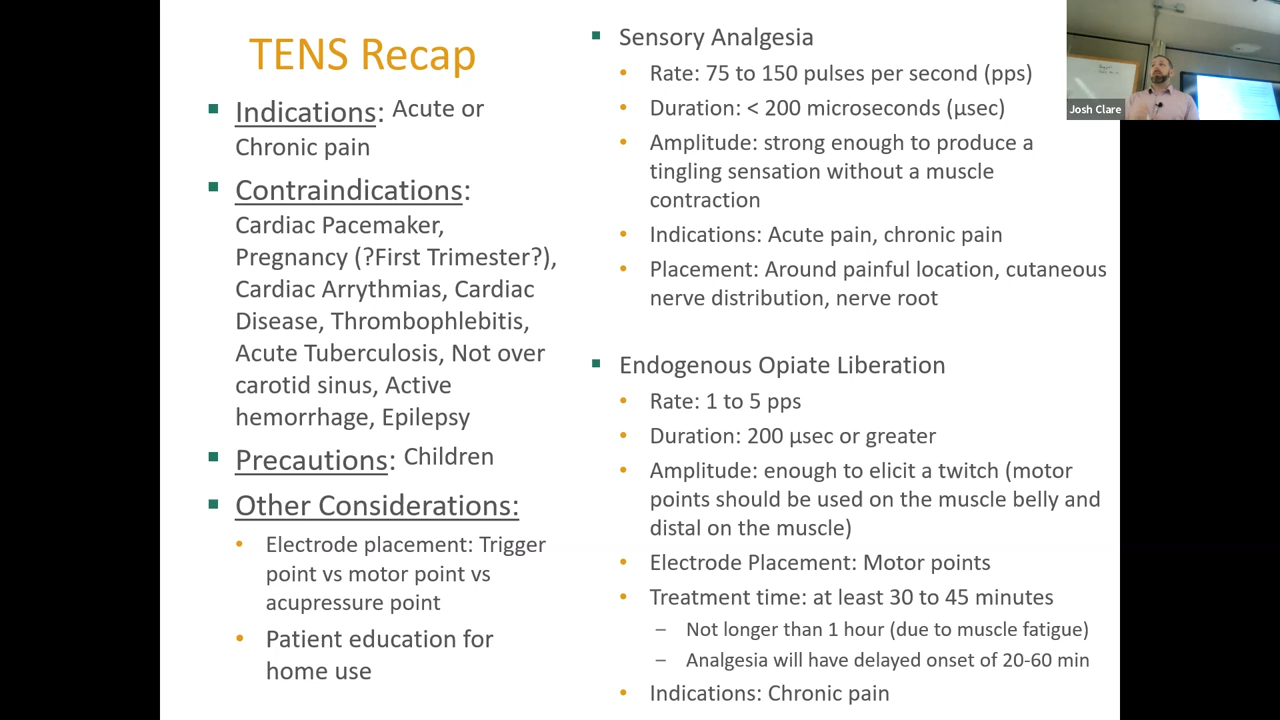 TENS Recap
Indications: Acute or
Chronic pain
Contraindications:
Cardiac Pacemaker,
Pregnancy (?First Trimester?),
Cardiac Arrythmias, Cardiac
Disease, Thrombophlebitis,
Acute Tuberculosis, Not over
carotid sinus, Active
hemorrhage, Epilepsy
Precautions: Children
Other Considerations:
Electrode placement: Trigger
point vs motor point vs
acupressure point
Patient education for
home use
Sensory Analgesia
Rate: 75 to 150 pulses per second (pps)
Duration: < 200 microseconds (µsec)
Amplitude: strong enough to produce a
tingling sensation without a muscle
contraction
Indications: Acute pain, chronic pain
Placement: Around painful location, cutaneous
nerve distribution, nerve root
Endogenous Opiate Liberation
Rate: 1 to 5 pps
Duration: 200 µsec or greater
Amplitude: enough to elicit a twitch (motor
points should be used on the muscle belly and
distal on the muscle)
Electrode Placement: Motor points
Treatment time: at least 30 to 45 minutes
– Not longer than 1 hour (due to muscle fatigue)
– Analgesia will have delayed onset of 20-60 min
Indications: Chronic pain
Josh Clare